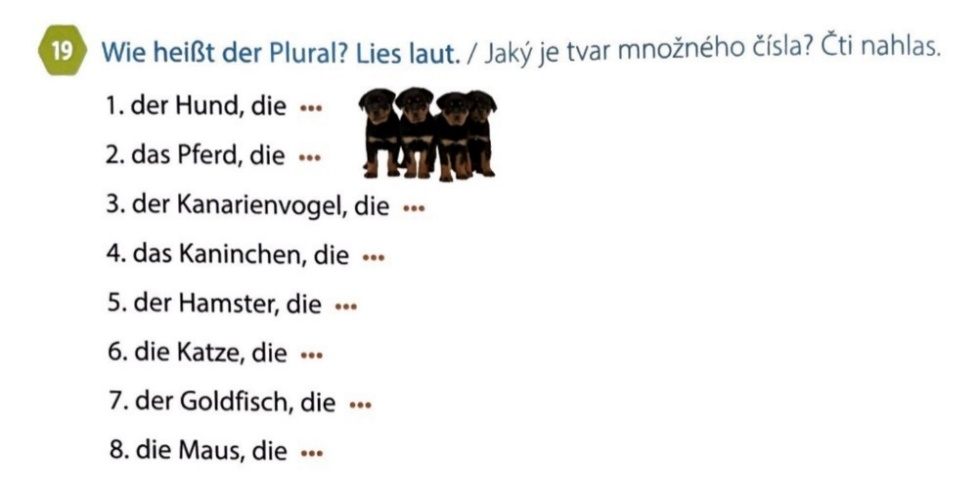 19 Wie heißt der Plural? Lies laut. / Jaký je tvar množného čísla? Čti nahlas.
1. der Hund, die •••
2. das Pferd, die •••
3. der Kanarienvogel, die •••
4. das Kaninchen, die •••
5. der Hamster, die •••
6. die Katze, die •••
7. der Goldfisch, die •••
8. die Maus, die •••